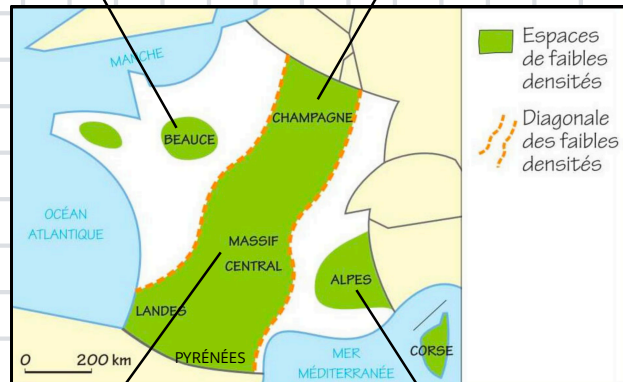 MANCHE
CHAMPAGNE
BEAUCE
OCÉAN
ATLANTIQUE
MASSIF
CENTRAL
ALPES
LANDES
PYRÉNÉES
CORSE
MER
MÉDITERRANÉE
0 200 km
Espaces
de faibles
densités
Diagonale
des faibles
densités